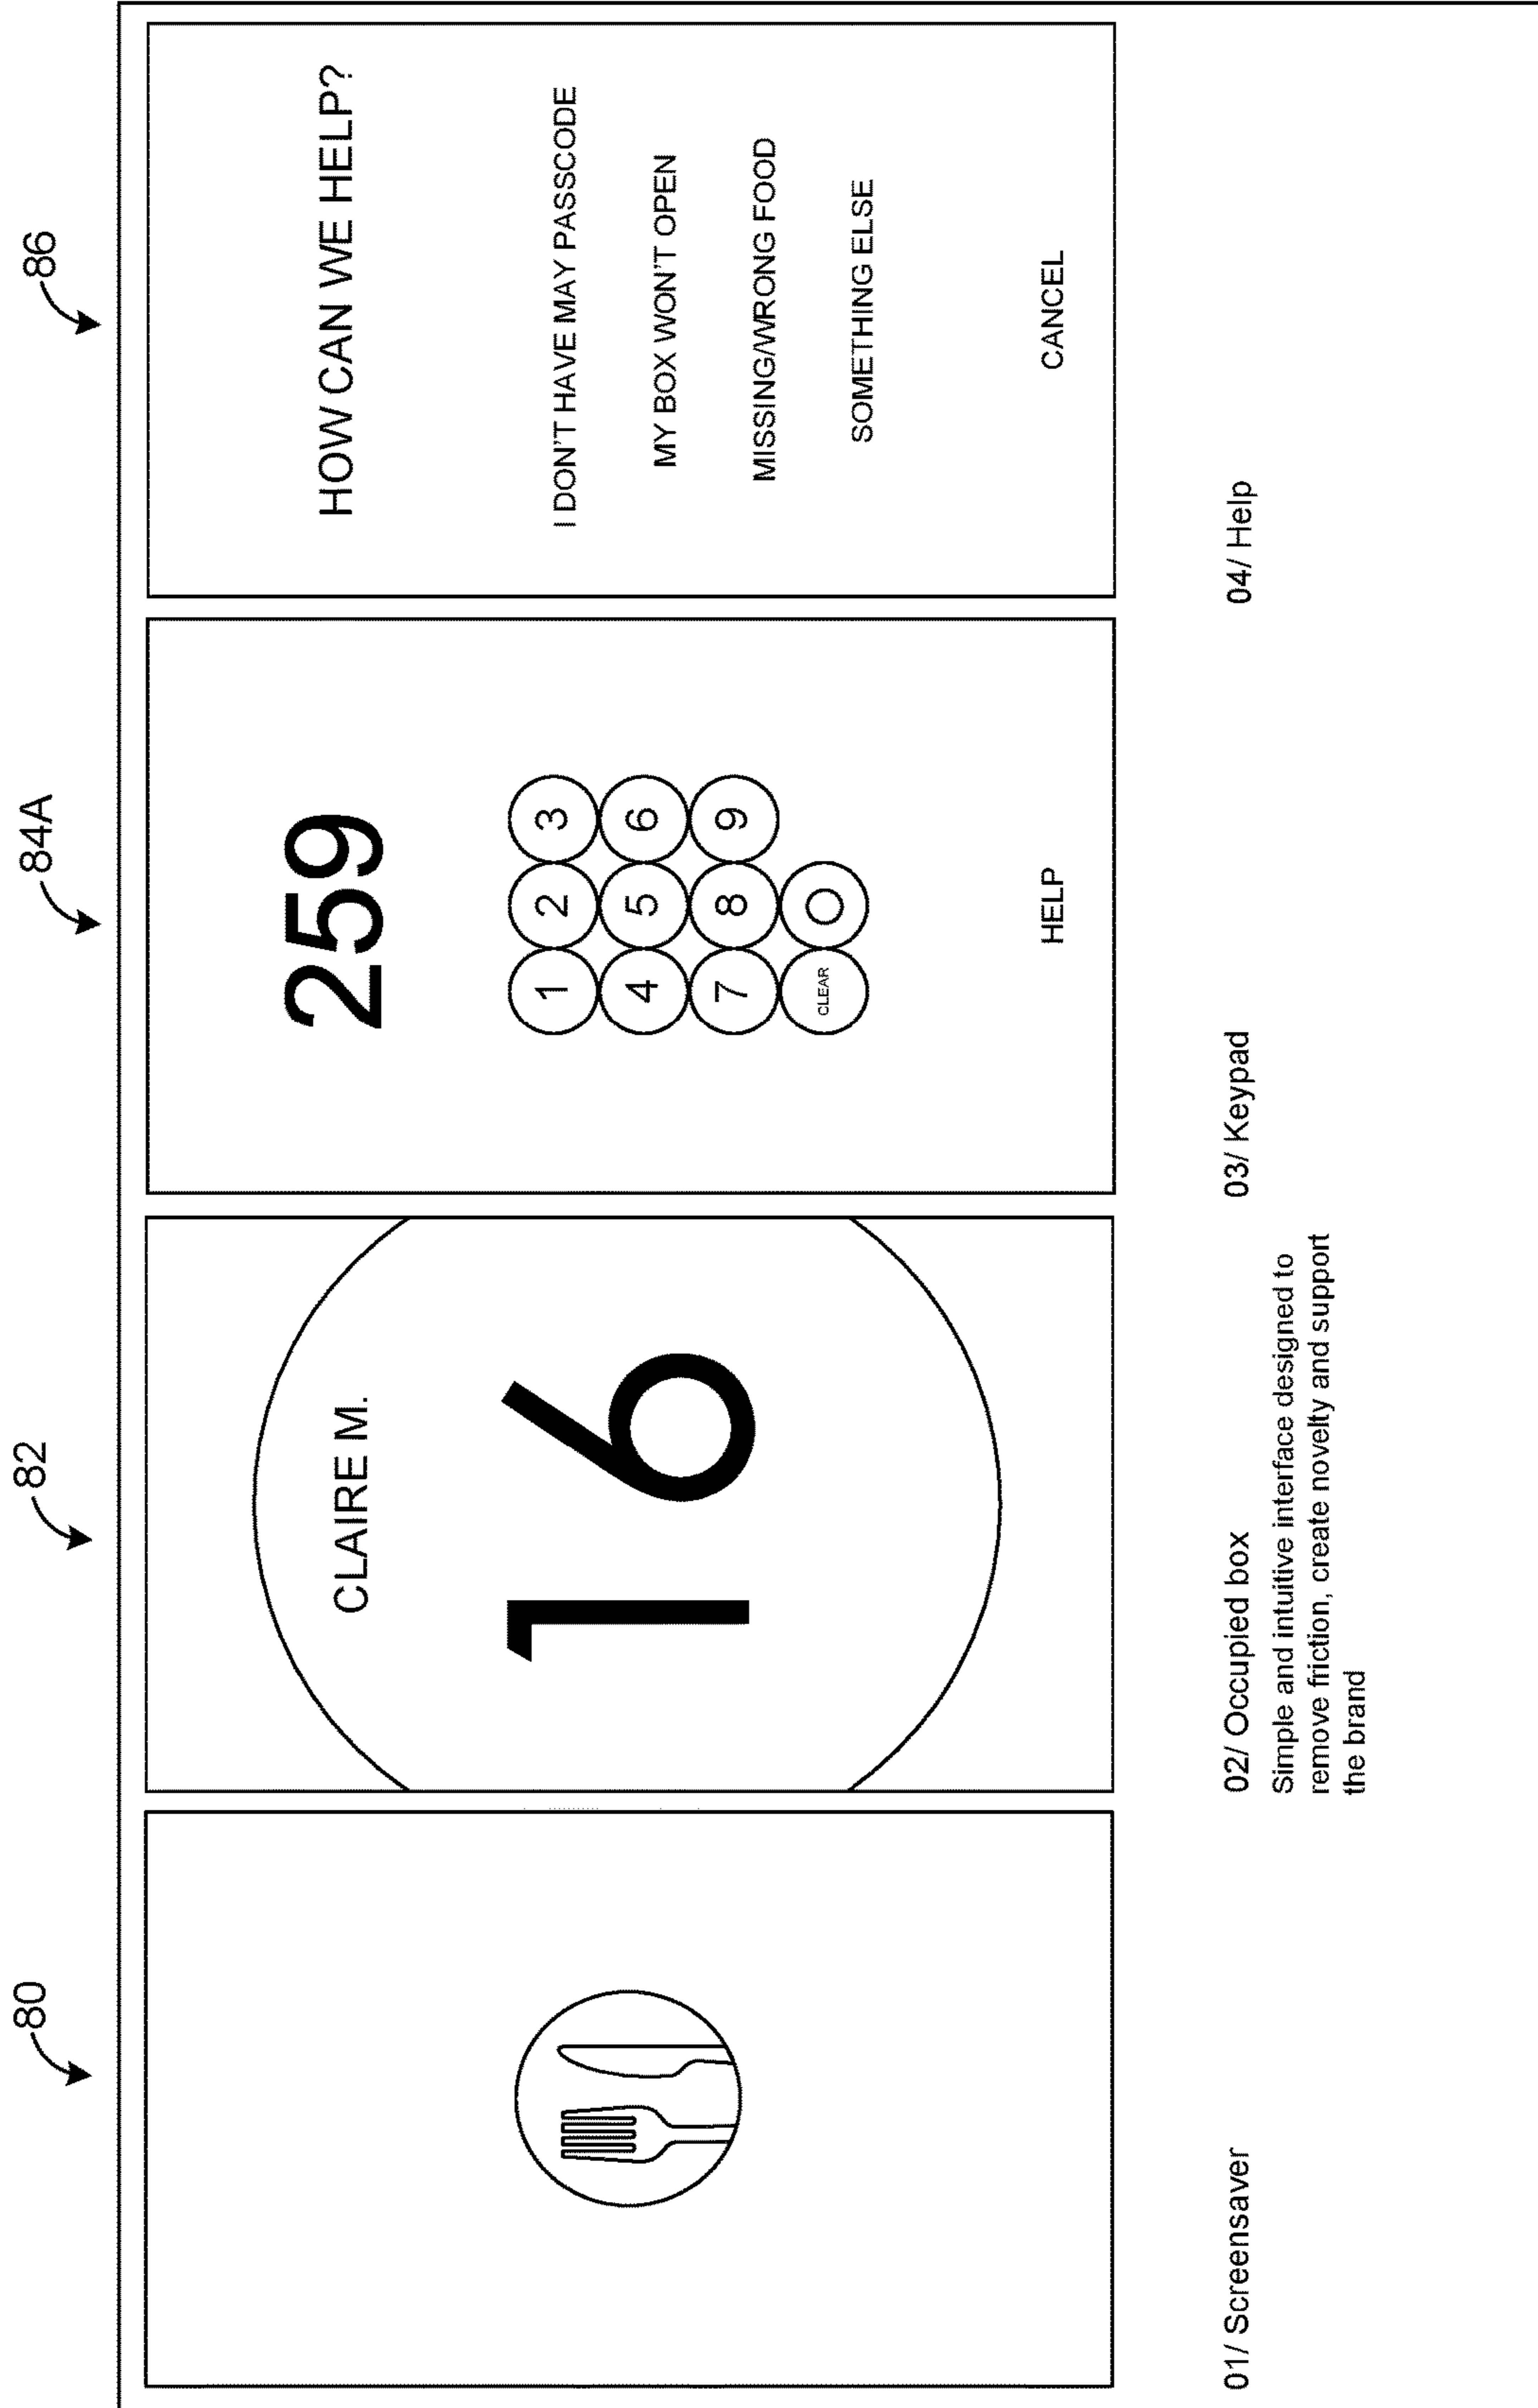 80
82
84A
86
CLAIRE M.
16
259
1 2 3
4 5 6
7 8 9
CLEAR 0
HELP
HOW CAN WE HELP?
I DON'T HAVE MAY PASSCODE
MY BOX WON'T OPEN
MISSING/WRONG FOOD
SOMETHING ELSE
CANCEL
01/ Screensaver
02/ Occupied box
Simple and intuitive interface designed to
remove friction, create novelty and support
the brand
03/ Keypad
04/ Help